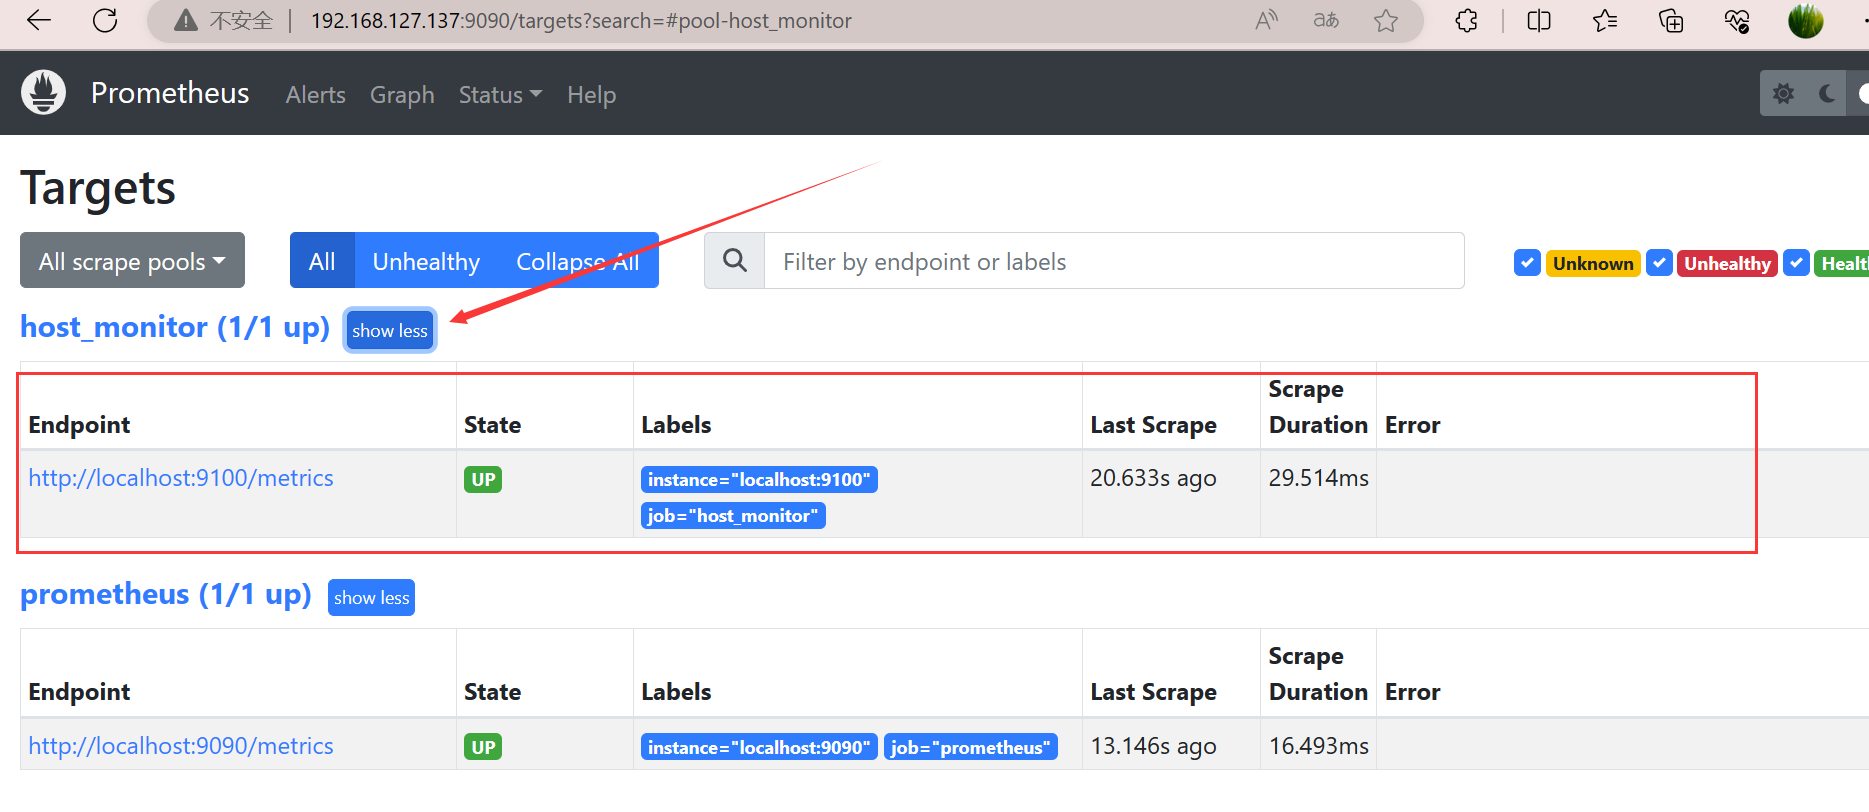 不安全 192.168.127.137:9090/targets?search=#pool-host_monitor
Prometheus Alerts Graph Status Help
Targets
All scrape pools All Unhealthy Collapse All Filter by endpoint or labels Unknown Unhealthy Healt
host_monitor (1/1 up) show less
Endpoint State Labels Last Scrape Scrape Duration Error
http://localhost:9100/metrics UP instance="localhost:9100" 20.633s ago 29.514ms
job="host_monitor"
prometheus (1/1 up) show less
Endpoint State Labels Last Scrape Scrape Duration Error
http://localhost:9090/metrics UP instance="localhost:9090" job="prometheus" 13.146s ago 16.493ms